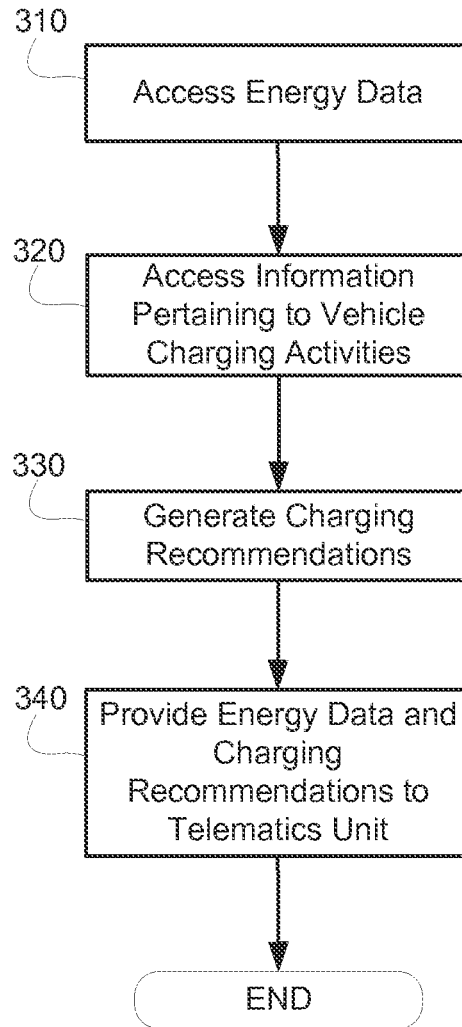 310
Access Energy Data
320
Access Information
Pertaining to Vehicle
Charging Activities
330
Generate Charging
Recommendations
340
Provide Energy Data and
Charging
Recommendations to
Telematics Unit
END